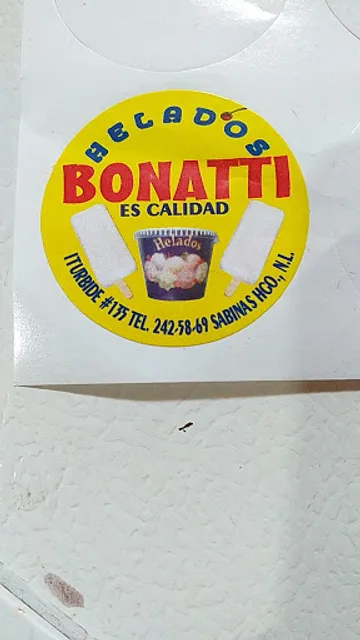 HELADOS
BONATTI
ES CALIDAD
Helados
ITURBIDE #135 TEL. 242-58-69 SABINAS HGO., N.L.